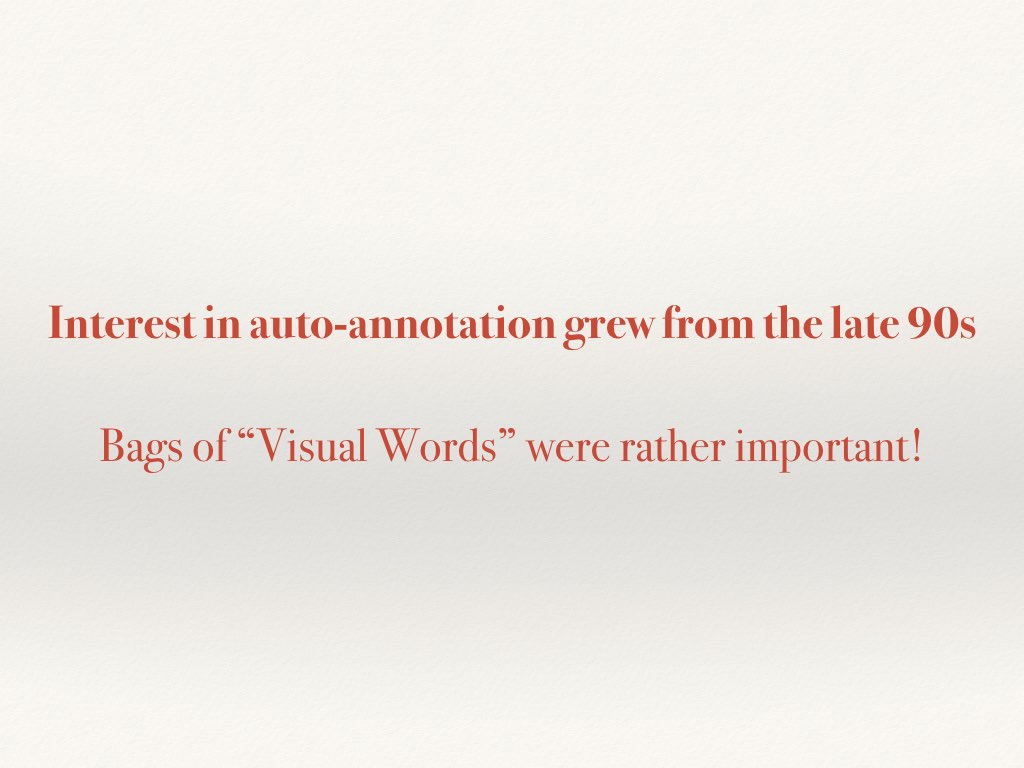 Interest in auto-annotation grew from the late 90s
Bags of “Visual Words” were rather important!